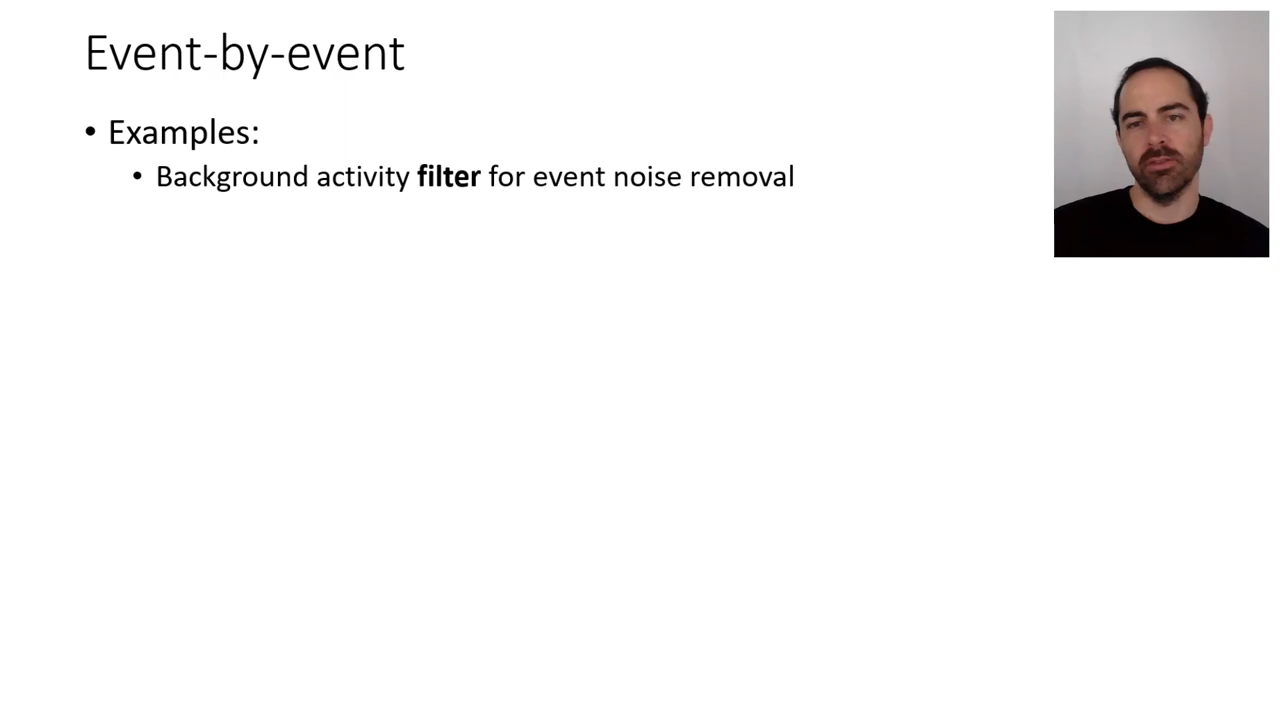 Event-by-event
• Examples:
• Background activity filter for event noise removal